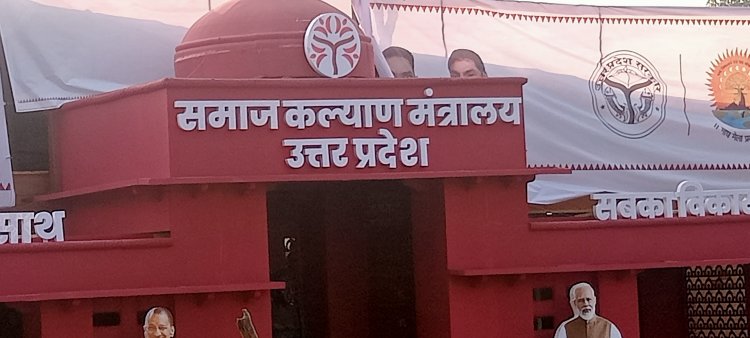 समाज कल्याण मंत्रालय
उत्तर प्रदेश
साथ
सबका विकास